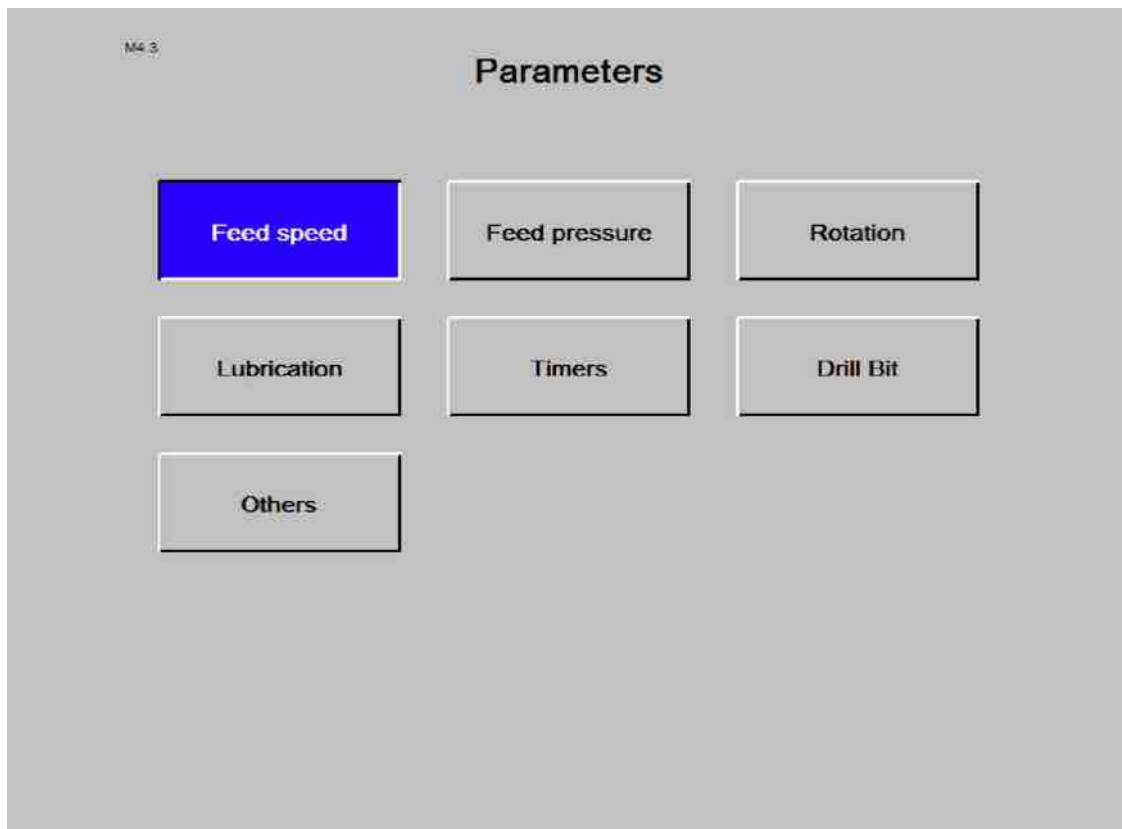 M4.3
Parameters
Feed speed
Feed pressure
Rotation
Lubrication
Timers
Drill Bit
Others